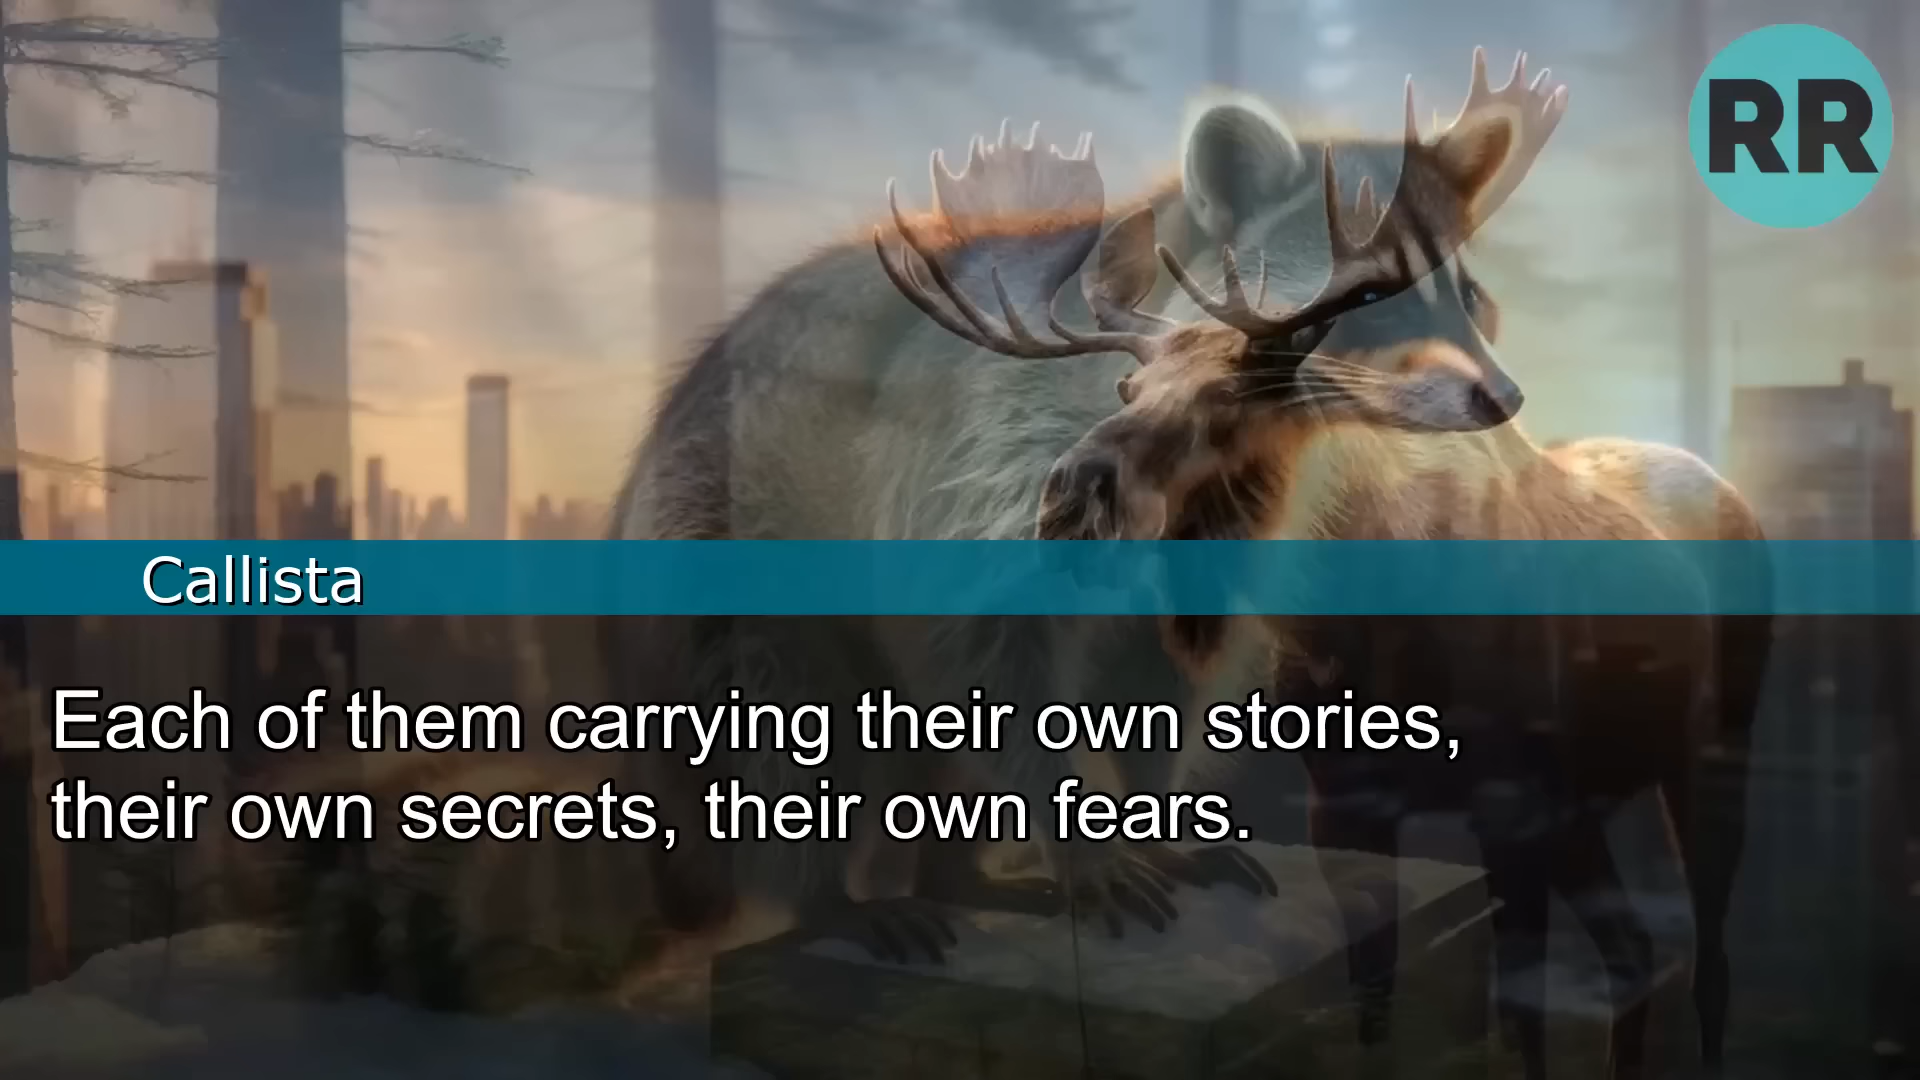 RR
Callista
Each of them carrying their own stories,
their own secrets, their own fears.